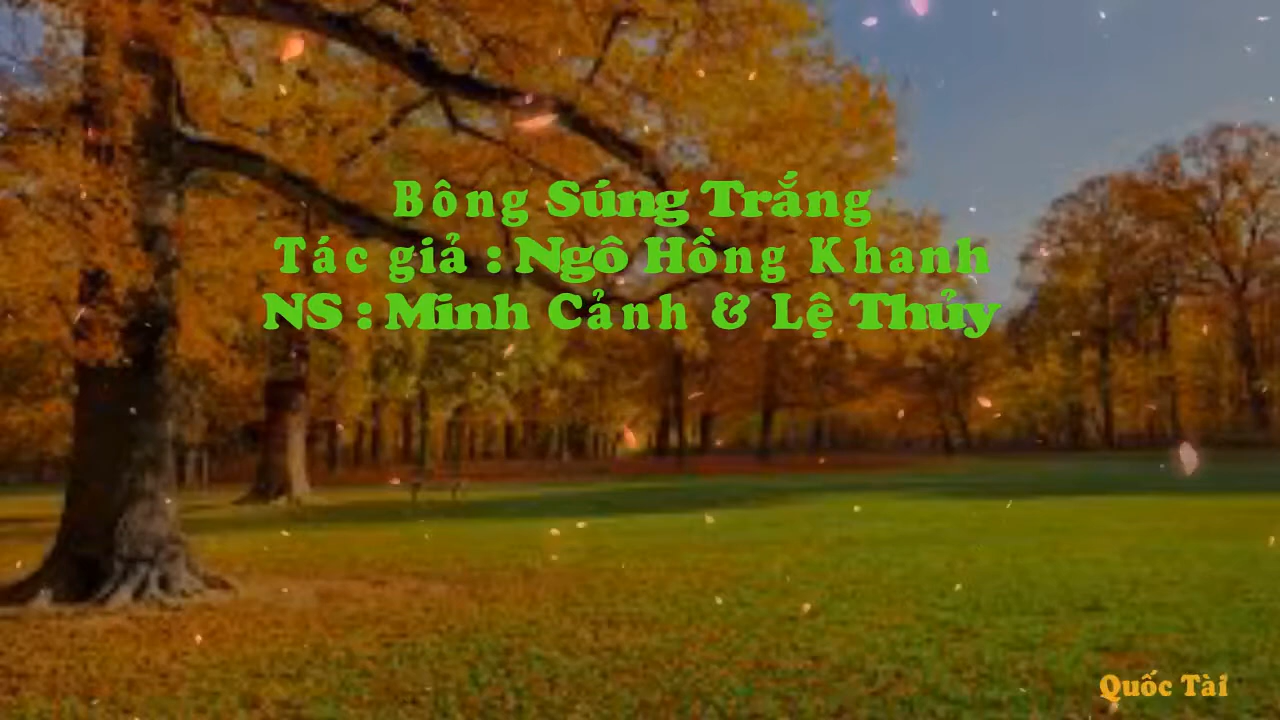 Bông Súng Trắng
Tác giả : Ngô Hồng Khanh
NS : Minh Cảnh & Lệ Thủy
Quốc Tài